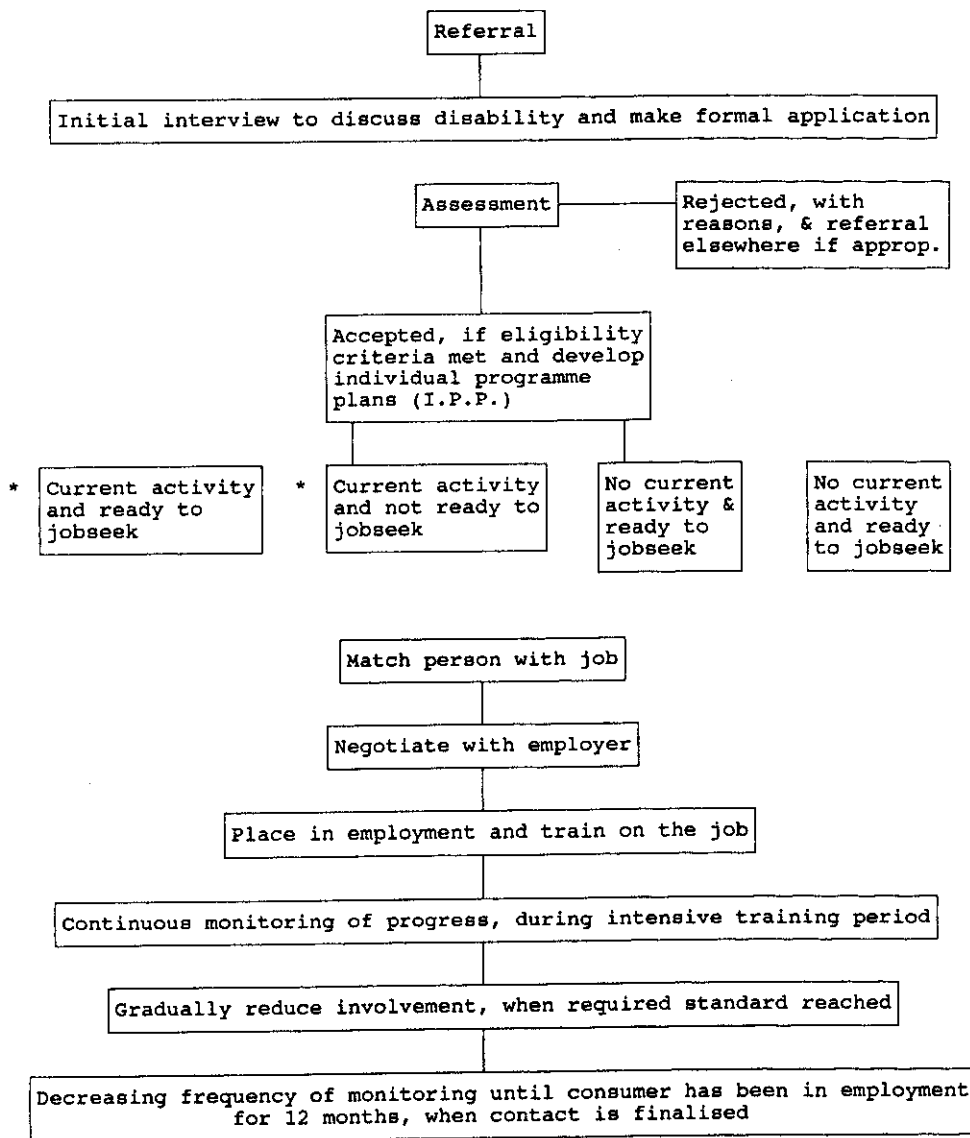 Referral
Initial interview to discuss disability and make formal application
Assessment
Rejected, with
reasons, & referral
elsewhere if approp.
Accepted, if eligibility
criteria met and develop
individual programme
plans (I.P.P.)
* Current activity
and ready to
jobseek
* Current activity
and not ready to
jobseek
No current
activity &
ready to
jobseek
No current
activity
and ready
to jobseek
Match person with job
Negotiate with employer
Place in employment and train on the job
Continuous monitoring of progress, during intensive training period
Gradually reduce involvement, when required standard reached
Decreasing frequency of monitoring until consumer has been in employment
for 12 months, when contact is finalised